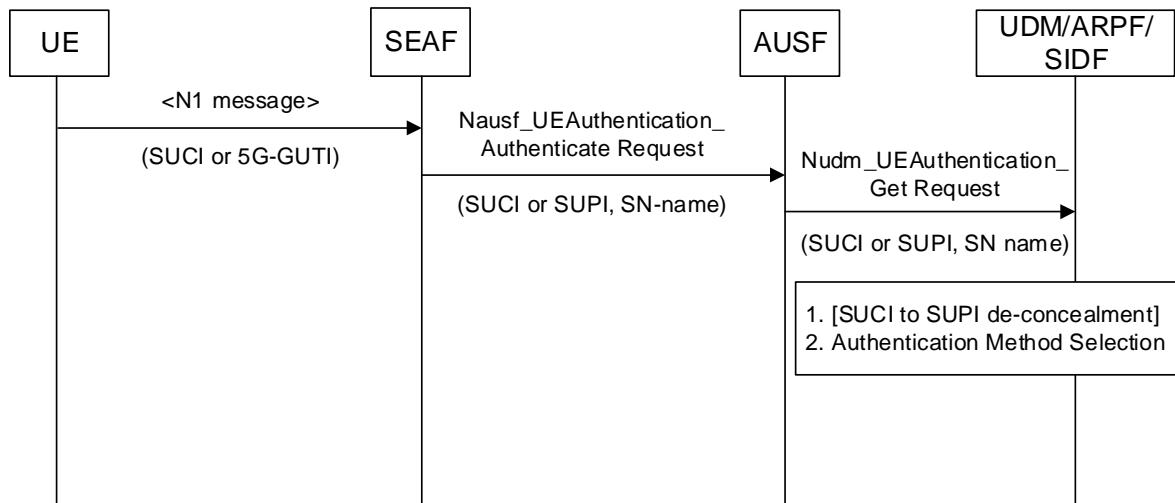 UE
SEAF
AUSF
UDM/ARPF/
SIDF
<N1 message>
(SUCI or 5G-GUTI)
Nausf_UEAuthentication_
Authenticate Request
(SUCI or SUPI, SN-name)
Nudm_UEAuthentication_
Get Request
(SUCI or SUPI, SN name)
1. [SUCI to SUPI de-concealment]
2. Authentication Method Selection